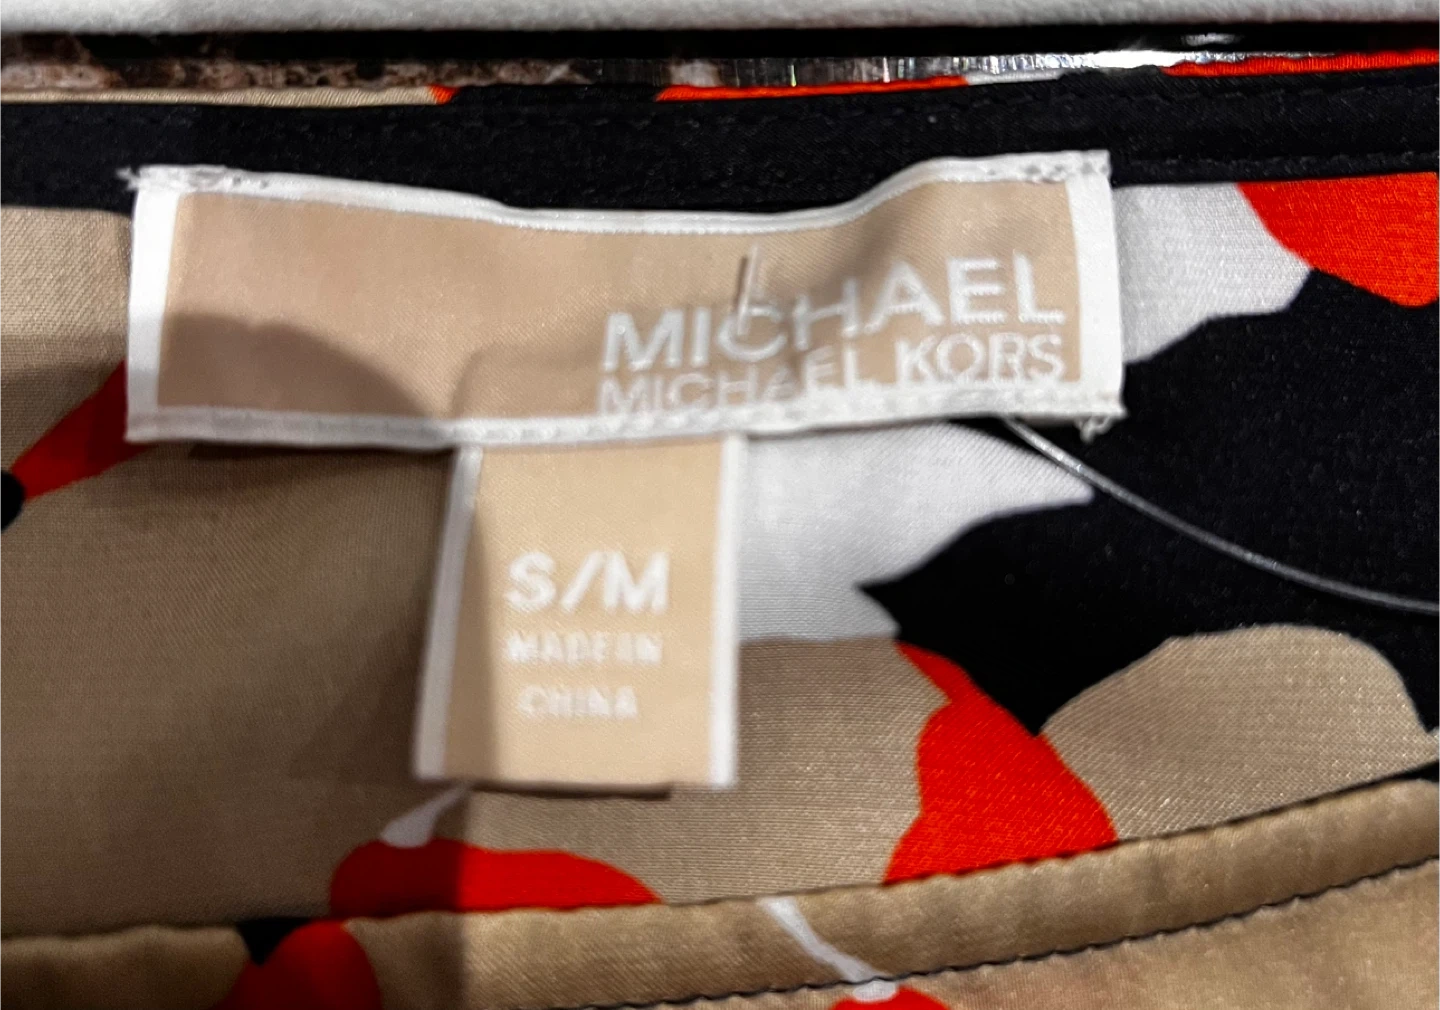 MICHAEL
MICHAEL KORS
S/M
MADE IN
CHINA